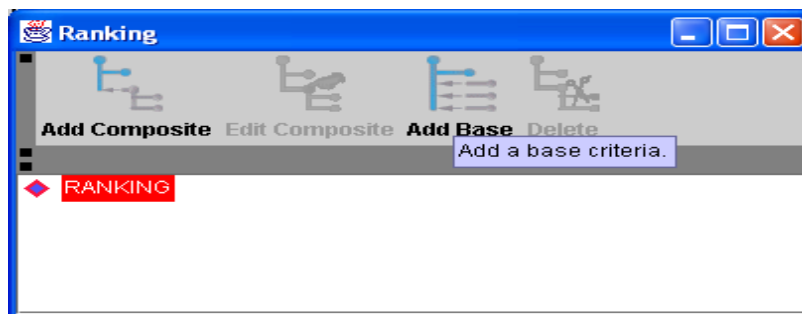 Ranking
Add Composite Edit Composite Add Base Delete
Add a base criteria.
RANKING